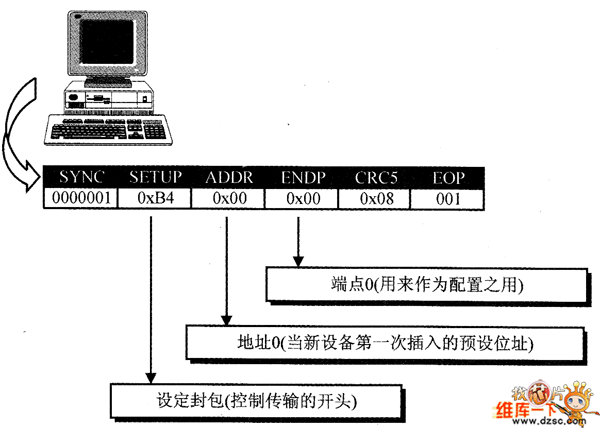 SYNC SETUP ADDR ENDP CRC5 EOP
0000001 0xB4 0x00 0x00 0x08 001
端点0(用来作为配置之用)
地址0(当新设备第一次插入的预设位址)
设定封包(控制传输的开头)
找芯片
维库一下
www.dzsc.com